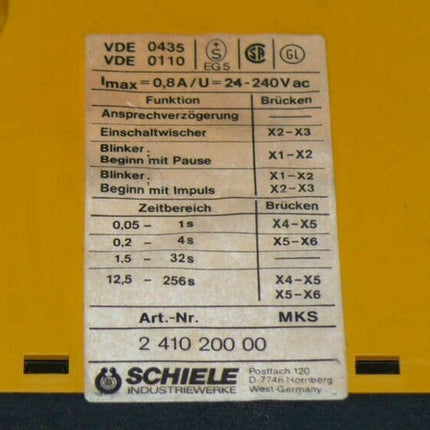 VDE 0435
VDE 0110
+
S
EG 5
SA
GL
Imax = 0,8A/U = 24-240Vac
Funktion Brücken
Ansprechverzögerung ——
Einschaltwischer X2-X3
Blinker: X1-X2
Beginn mit Pause
Blinker: X1-X2
Beginn mit Impuls X2-X3
Zeitbereich Brücken
0,05 - 1s X4-X5
0,2 - 4s X5-X6
1,5 - 32s ——
12,5 - 256s X4-X5
X5-X6
Art.-Nr. MKS
2 410 200 00
SCHIELE
INDUSTRIEWERKE
Postfach 120
D-7746 Hornberg
West-Germany